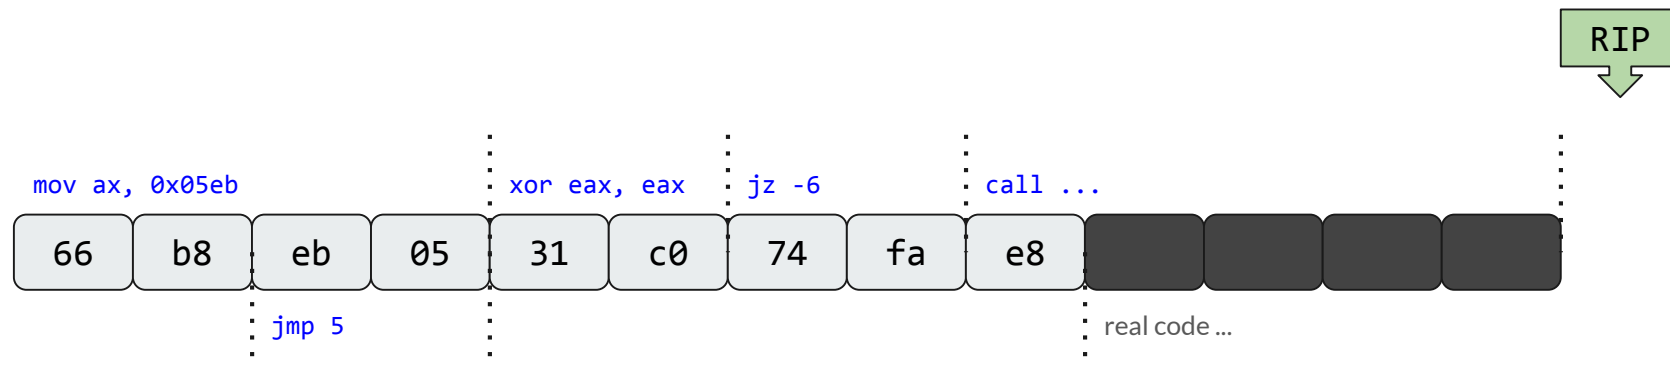 RIP
mov ax, 0x05eb
xor eax, eax
jz -6
call ...
66 b8 eb 05 31 c0 74 fa e8
jmp 5
real code ...